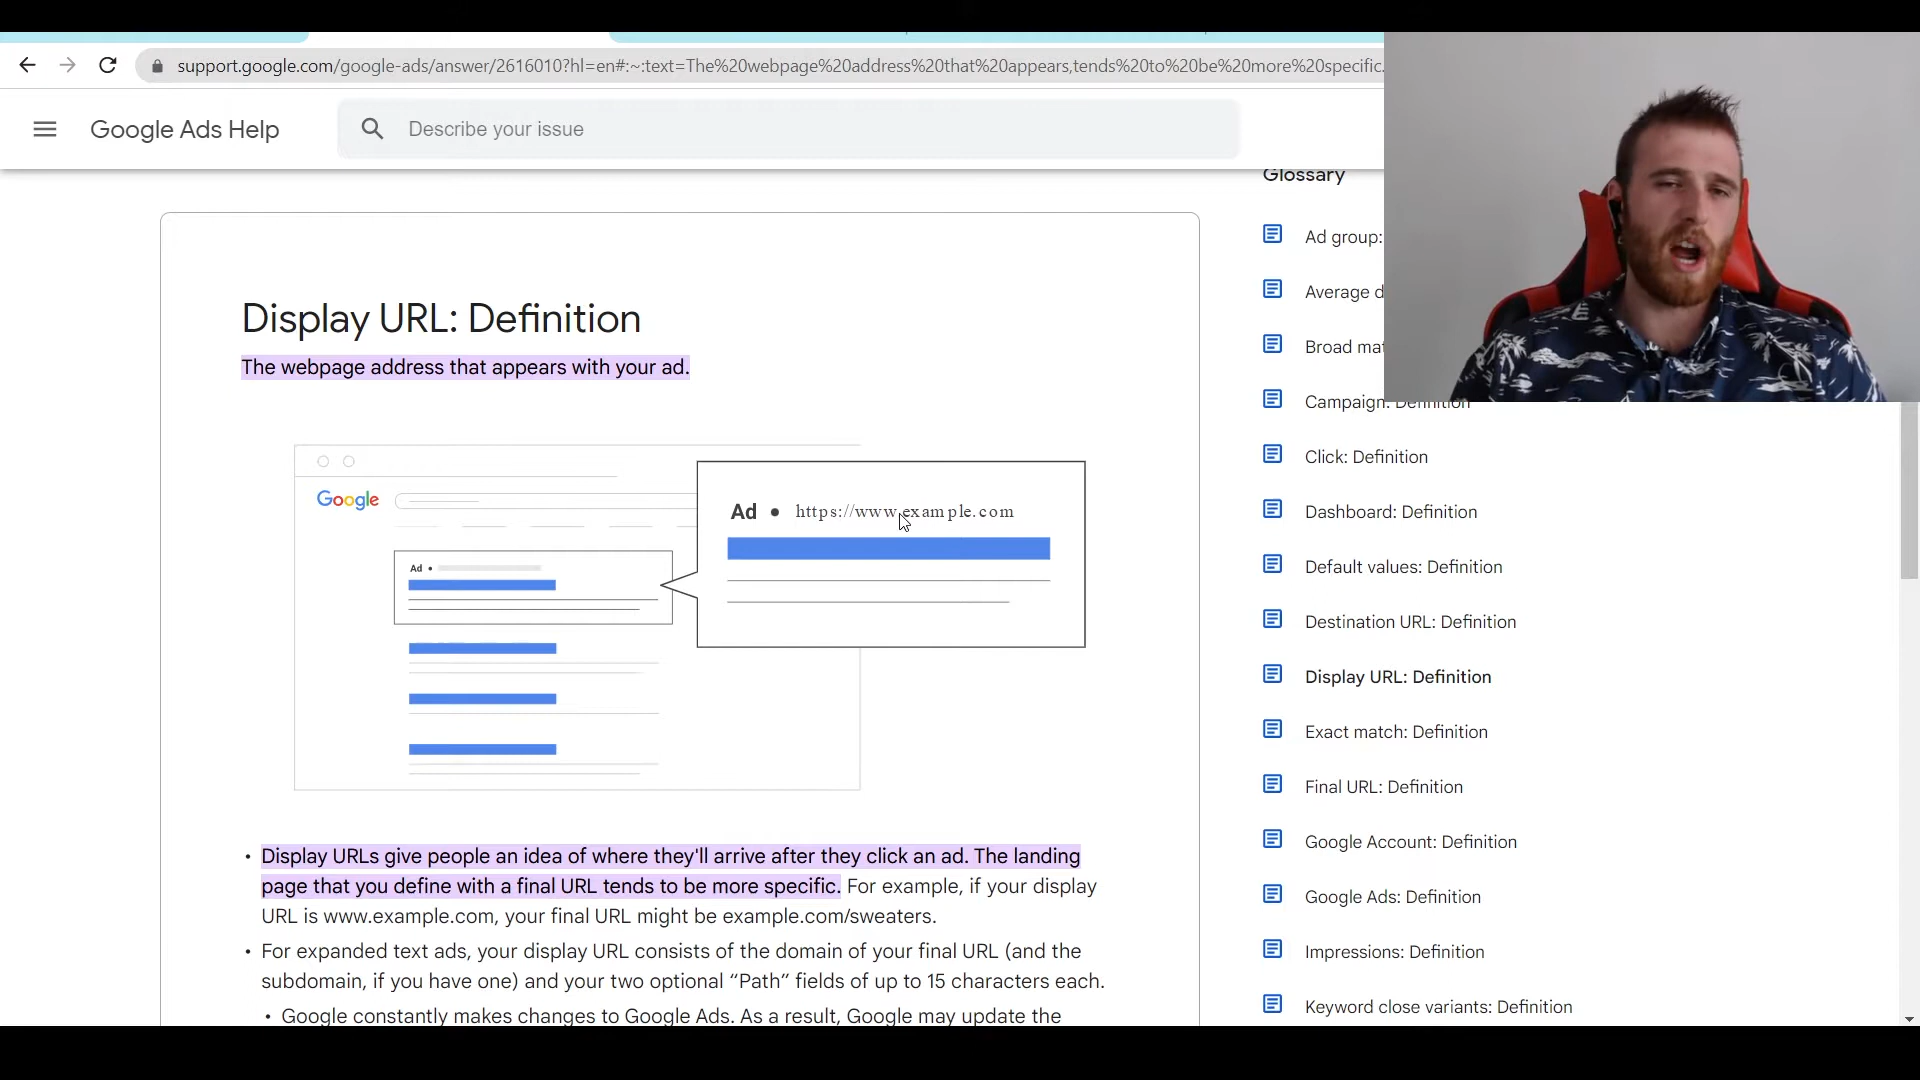 support.google.com/google-ads/answer/2616010?hl=en#:~:text=The%20webpage%20address%20that%20appears,tends%20to%20be%20more%20specific.
Google Ads Help
Describe your issue
Glossary
Display URL: Definition
The webpage address that appears with your ad.
Google
Ad •
Ad • https://www.example.com
• Display URLs give people an idea of where they'll arrive after they click an ad. The landing
page that you define with a final URL tends to be more specific. For example, if your display
URL is www.example.com, your final URL might be example.com/sweaters.
• For expanded text ads, your display URL consists of the domain of your final URL (and the
subdomain, if you have one) and your two optional “Path” fields of up to 15 characters each.
• Google constantly makes changes to Google Ads. As a result, Google may update the
Ad group:
Average d
Broad mat
Campaign: Definition
Click: Definition
Dashboard: Definition
Default values: Definition
Destination URL: Definition
Display URL: Definition
Exact match: Definition
Final URL: Definition
Google Account: Definition
Google Ads: Definition
Impressions: Definition
Keyword close variants: Definition